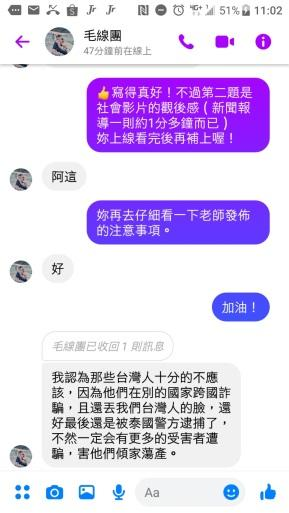 51% 11:02
毛線團
47分鐘前在線上
👍寫得真好！不過第二題是
社會影片的觀後感（新聞報
導一則約1分多鐘而已）
妳上線看完後再補上喔！
阿這
妳再去仔細看一下老師發佈
的注意事項。
好
加油！
毛線團已收回 1 則訊息
我認為那些台灣人十分的不應
該，因為他們在別的國家跨國詐
騙，且還丟我們台灣人的臉，還
好最後還是被泰國警方逮捕了，
不然一定会有更多的受害者遭
騙，害他們傾家蕩產。
Aa